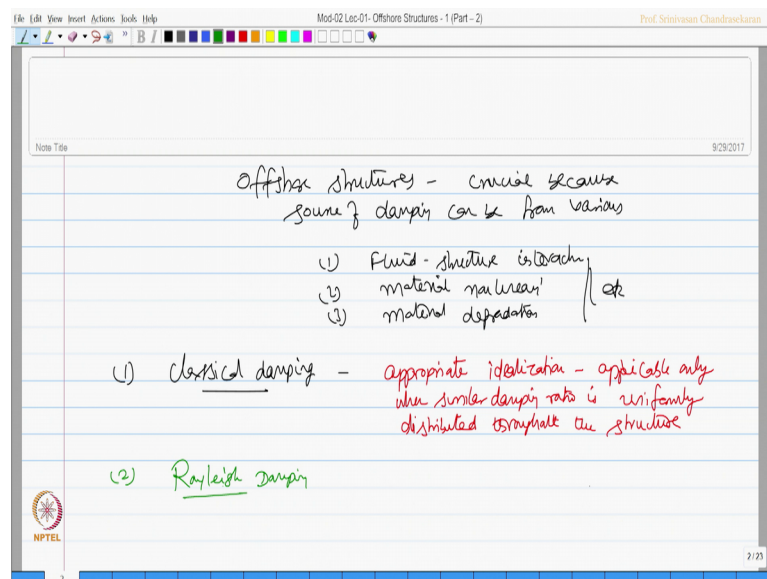 File Edit View Insert Actions Tools Help
Mod-02 Lec-01- Offshore Structures - 1 (Part – 2)
Prof. Srinivasan Chandrasekaran
B I
Note Title
9/29/2017
Offshore structures - crucial because
source of damping can be from various
(1) Fluid-structure interaction
(2) material nonlinear
(3) material degradation
etc
(1) classical damping - appropriate idealization - applicable only
when similar damping ratio is uniformly
distributed throughout the structure
(2) Rayleigh Damping
NPTEL
2/23